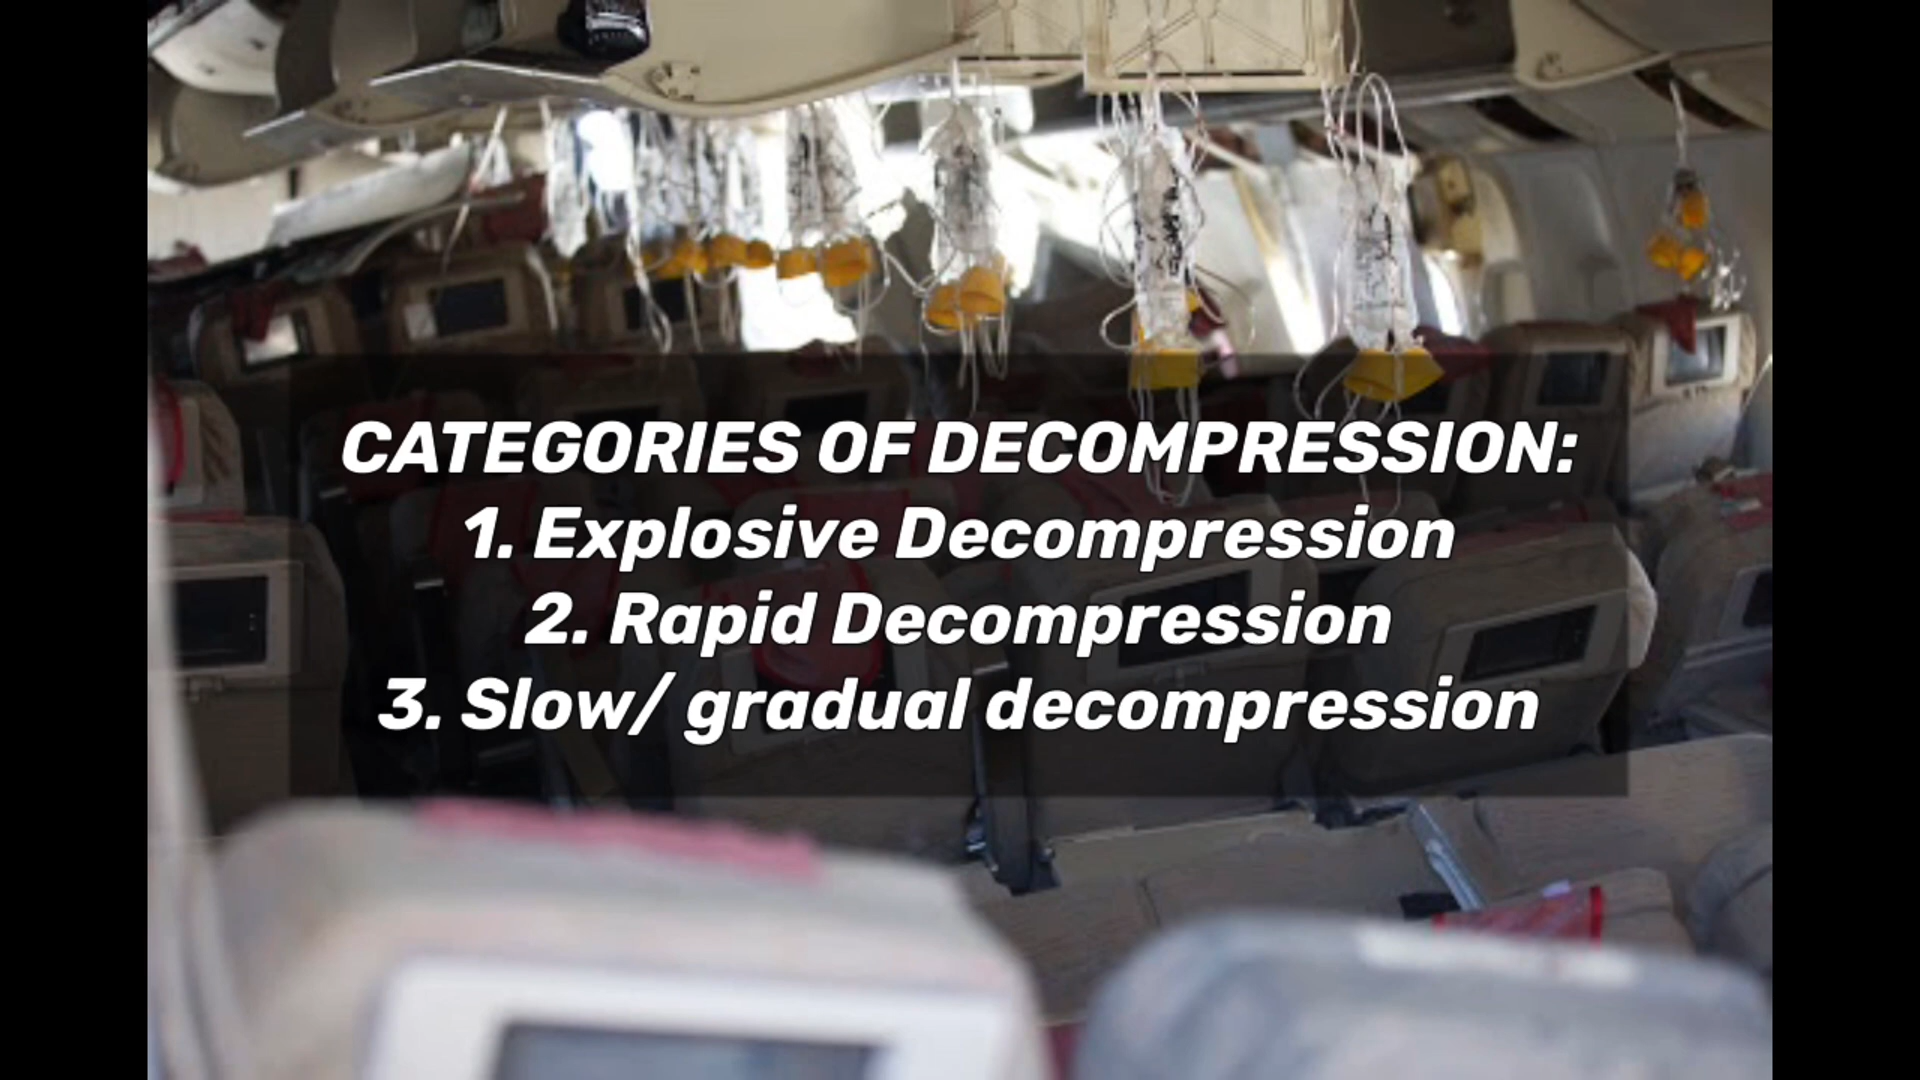 CATEGORIES OF DECOMPRESSION:
1. Explosive Decompression
2. Rapid Decompression
3. Slow/ gradual decompression